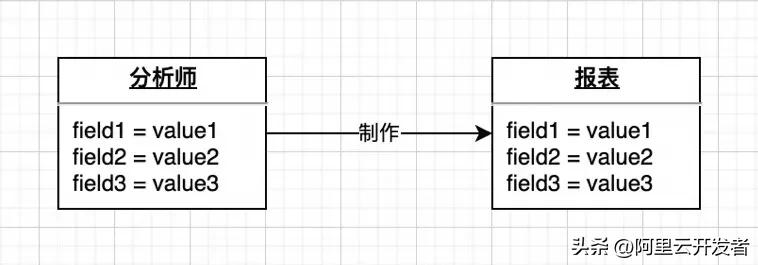 分析师
field1 = value1
field2 = value2
field3 = value3
制作
报表
field1 = value1
field2 = value2
field3 = value3
头条 @阿里云开发者